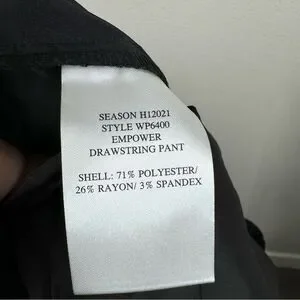 SEASON H12021
STYLE WP6400
EMPOWER
DRAWSTRING PANT
SHELL: 71% POLYESTER/
26% RAYON/ 3% SPANDEX